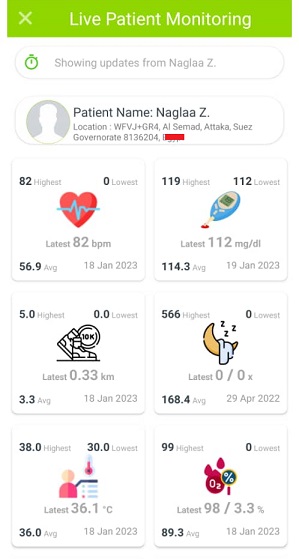 Live Patient Monitoring
Showing updates from Naglaa Z.
Patient Name: Naglaa Z.
Location : WFVJ+GR4, Al Semad, Attaka, Suez
Governorate 8136204,
82 Highest 0 Lowest
Latest 82 bpm
56.9 Avg 18 Jan 2023
119 Highest 112 Lowest
Latest 112 mg/dl
114.3 Avg 19 Jan 2023
5.0 Highest 0.0 Lowest
10K
Latest 0.33 km
3.3 Avg 18 Jan 2023
566 Highest 0 Lowest
z z z
Latest 0 / 0 x
168.4 Avg 29 Apr 2022
38.0 Highest 30.0 Lowest
Latest 36.1 °C
36.0 Avg 18 Jan 2023
99 Highest 0 Lowest
O2 %
Latest 98 / 3.3 %
89.3 Avg 18 Jan 2023